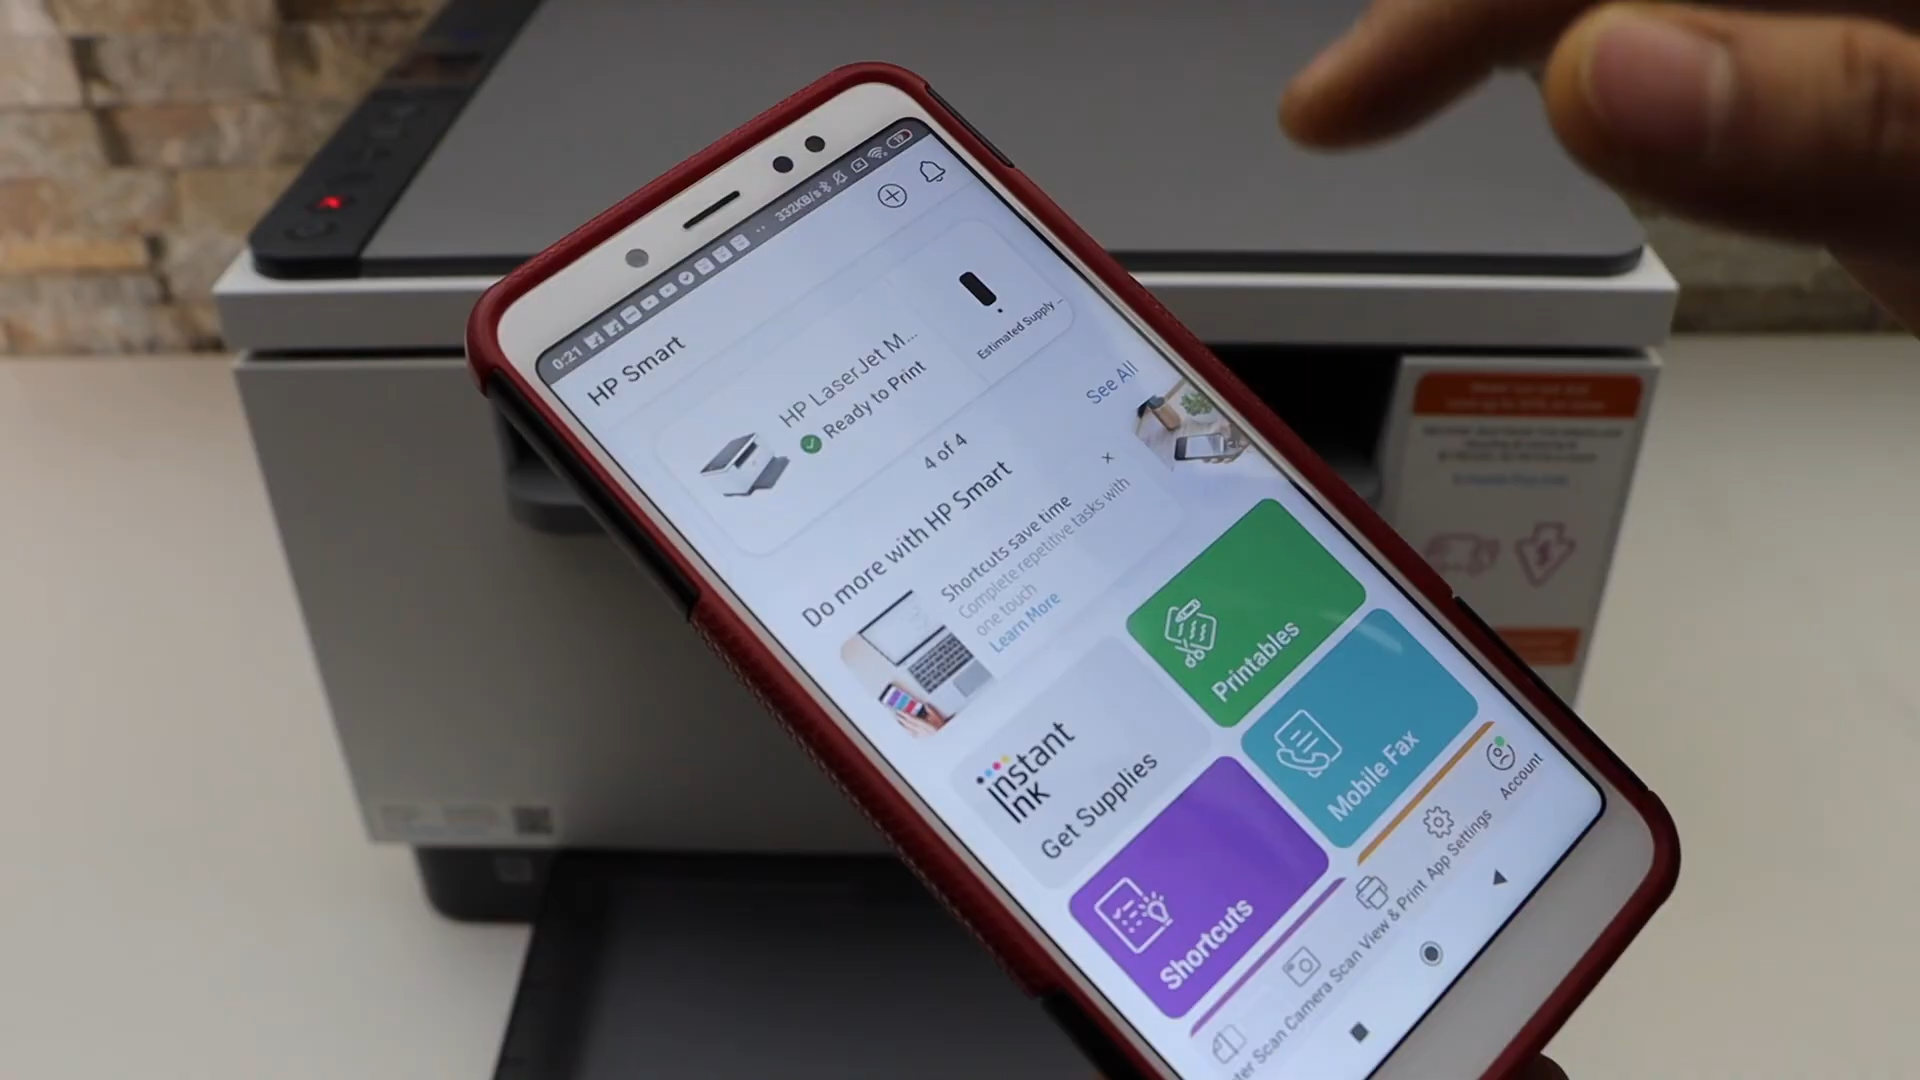 0:21
332KB/s
19
HP Smart
HP LaserJet M...
Ready to Print
Estimated Supply ...
4 of 4
Do more with HP Smart
See All
Shortcuts save time
Complete repetitive tasks with
one touch
Learn More
Instant
Ink
Get Supplies
Printables
Shortcuts
Mobile Fax
ter Scan
Camera Scan
View & Print
App Settings
Account